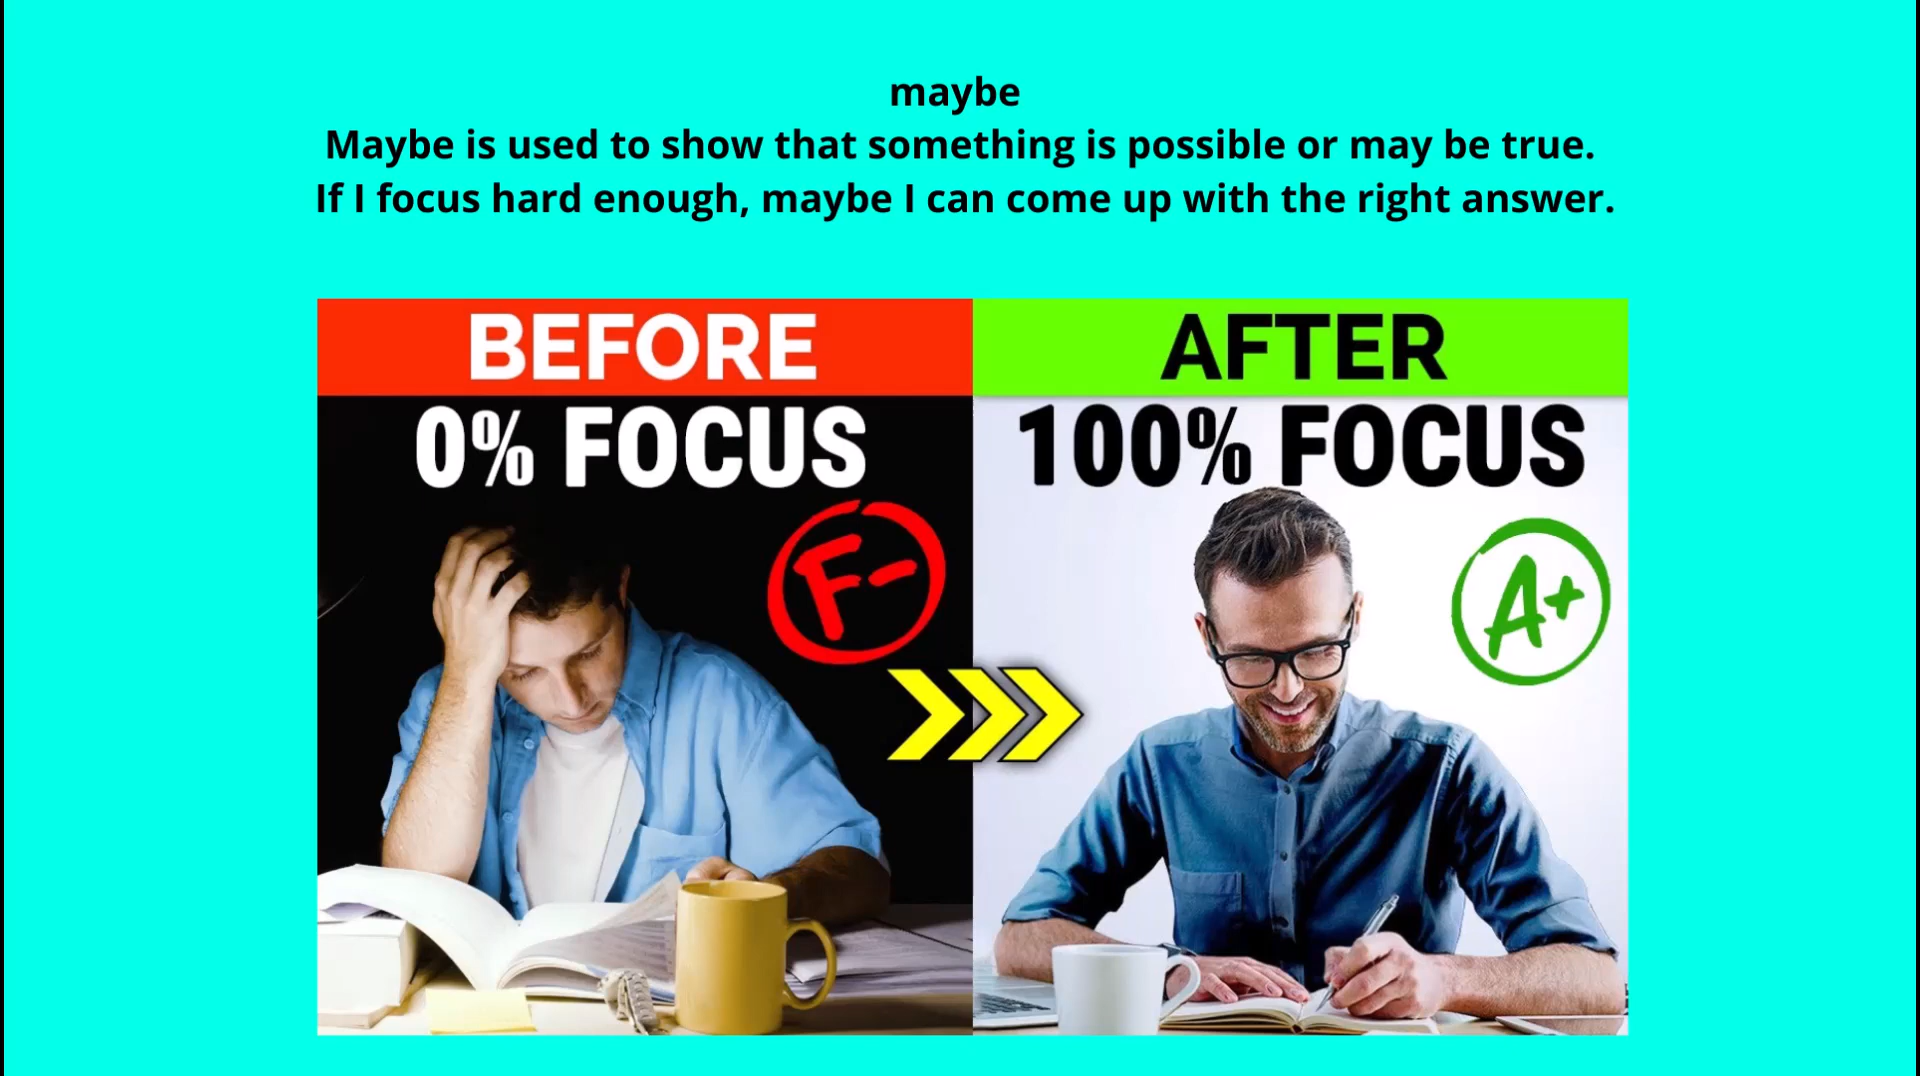 maybe
Maybe is used to show that something is possible or may be true.
If I focus hard enough, maybe I can come up with the right answer.
BEFORE
0% FOCUS
F-
AFTER
100% FOCUS
A+